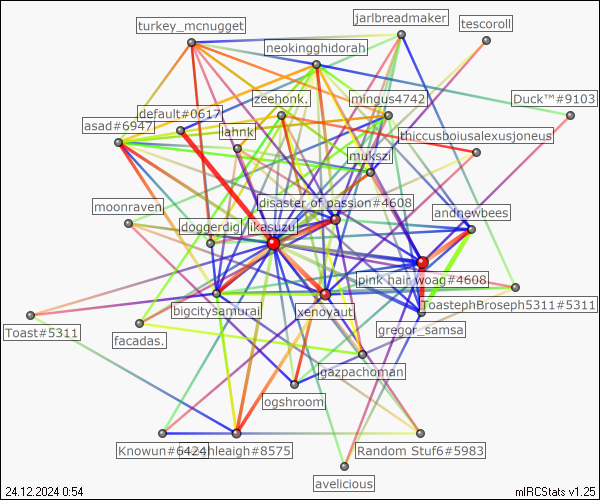 jarlbreadmaker
tescoroll
turkey_mcnugget
neokingghidorah
zeehonk.
mingus4742
Duck™#9103
default#0617
asad#6947
iahnk
thiccusboiusalexusjoneus
mukszi
moonraven
disaster of passion#4608
andnewbees
doggerdig
ikasuzu
pink hair woag#4608
bigcitysamurai
xenoyaut
ToastephBroseph5311#5311
Toast#5311
facadas.
gregor_samsa
gazpachoman
ogshroom
Knowun#6424
hleaigh#8575
Random Stuf6#5983
avelicious
24.12.2024 0:54
mIRCStats v1.25